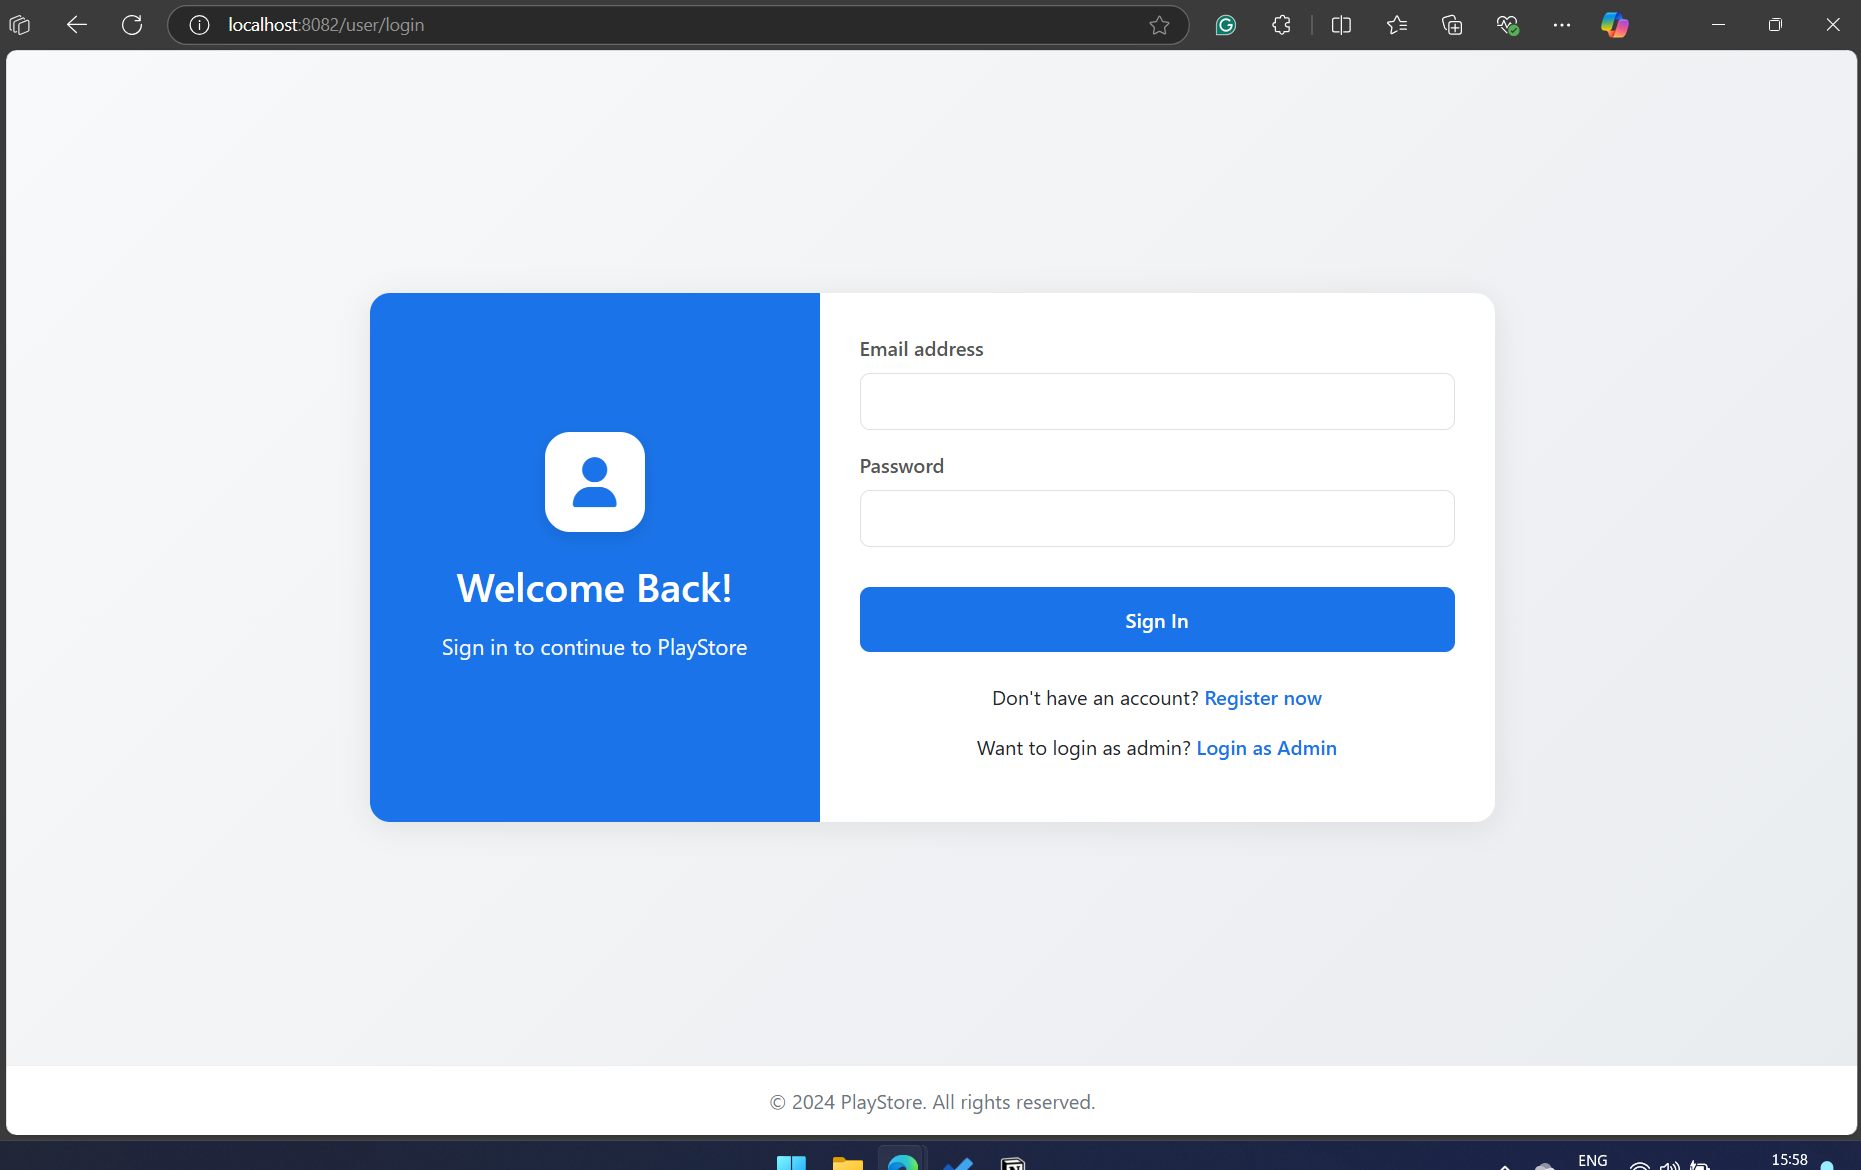 localhost:8082/user/login
Email address
Password
Welcome Back!
Sign in to continue to PlayStore
Sign In
Don't have an account? Register now
Want to login as admin? Login as Admin
© 2024 PlayStore. All rights reserved.
ENG
15:58